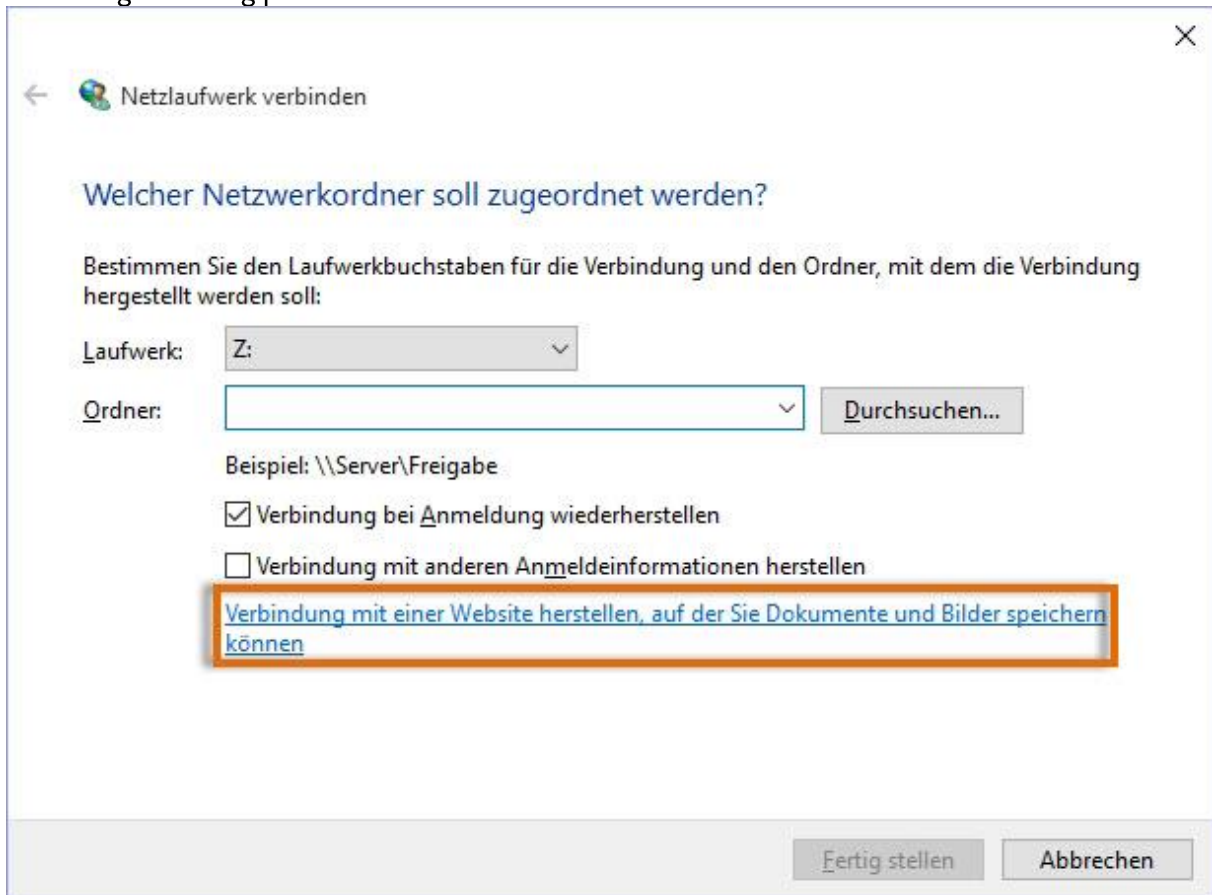 Netzlaufwerk verbinden
Welcher Netzwerkordner soll zugeordnet werden?
Bestimmen Sie den Laufwerkbuchstaben für die Verbindung und den Ordner, mit dem die Verbindung
hergestellt werden soll:
Laufwerk: Z:
Ordner: Durchsuchen...
Beispiel: \\Server\Freigabe
Verbindung bei Anmeldung wiederherstellen
Verbindung mit anderen Anmeldeinformationen herstellen
Verbindung mit einer Website herstellen, auf der Sie Dokumente und Bilder speichern
können
Fertig stellen Abbrechen